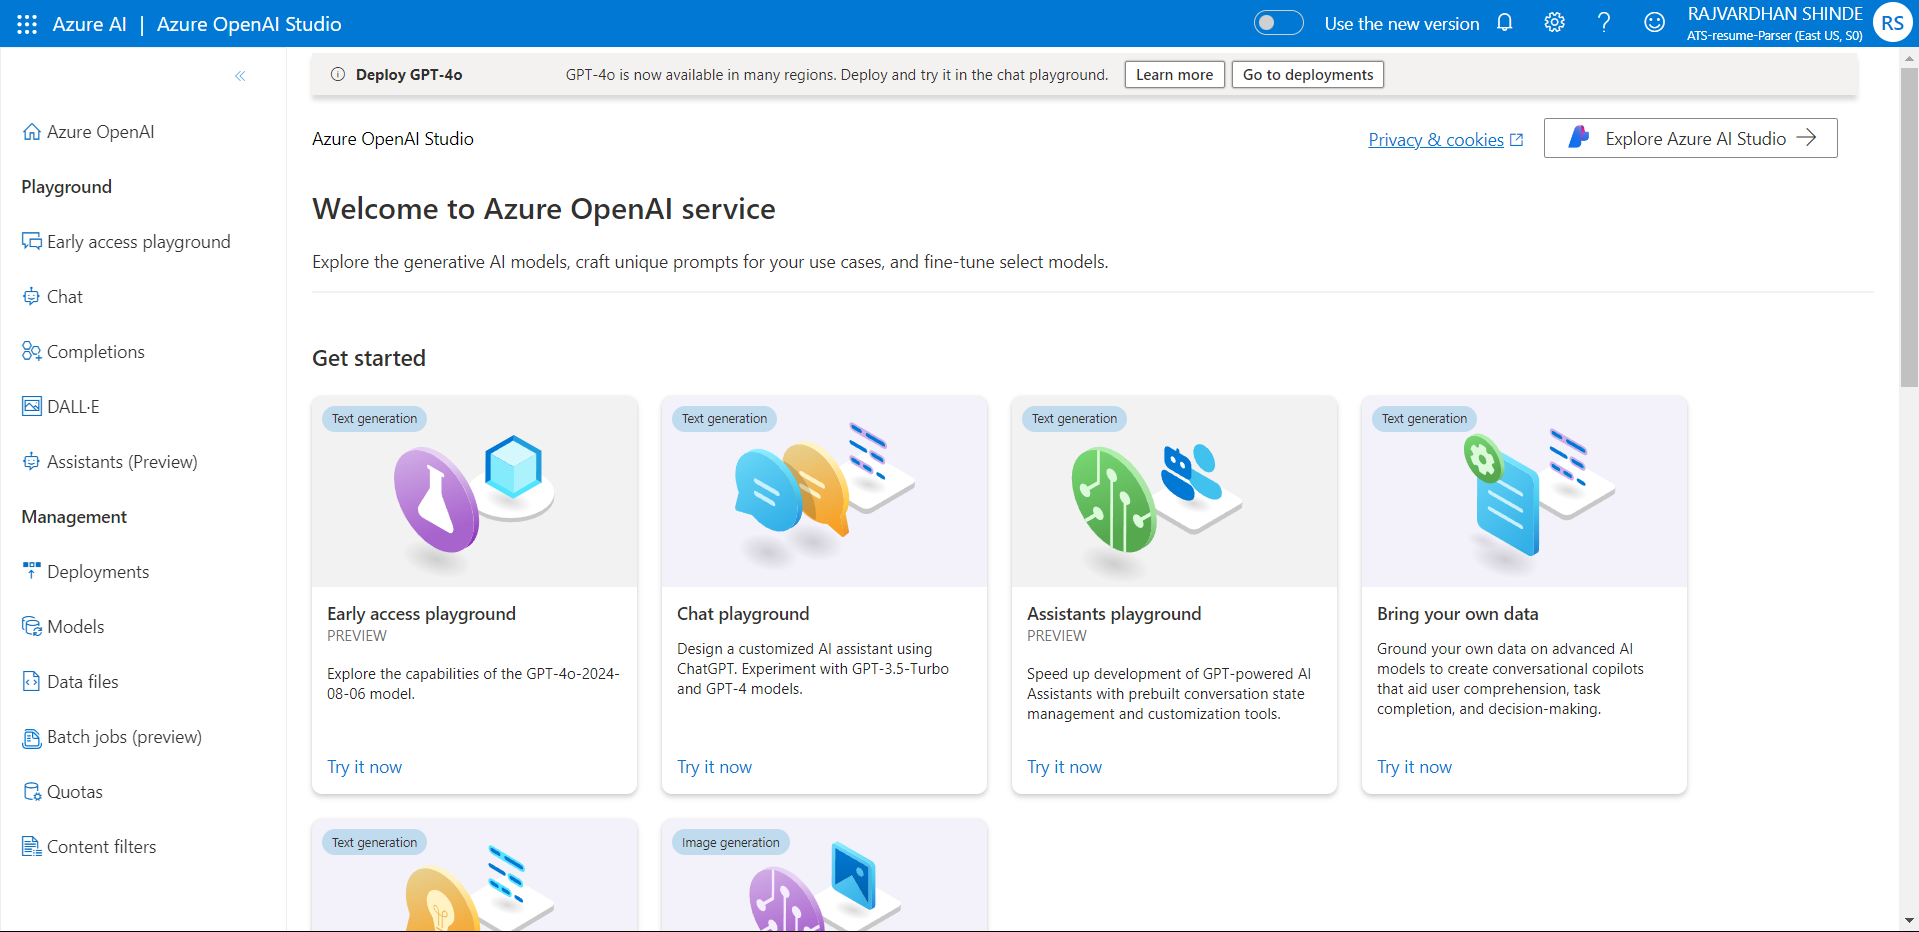 Azure AI | Azure OpenAI Studio
Use the new version
RAJVARDHAN SHINDE
ATS-resume-Parser (East US, S0)
RS
Deploy GPT-4o
GPT-4o is now available in many regions. Deploy and try it in the chat playground.
Learn more
Go to deployments
Azure OpenAI
Playground
Early access playground
Chat
Completions
DALL·E
Assistants (Preview)
Management
Deployments
Models
Data files
Batch jobs (preview)
Quotas
Content filters
Azure OpenAI Studio
Privacy & cookies
Explore Azure AI Studio
Welcome to Azure OpenAI service
Explore the generative AI models, craft unique prompts for your use cases, and fine-tune select models.
Get started
Text generation
Early access playground
PREVIEW
Explore the capabilities of the GPT-4o-2024-
08-06 model.
Try it now
Text generation
Chat playground
Design a customized AI assistant using
ChatGPT. Experiment with GPT-3.5-Turbo
and GPT-4 models.
Try it now
Text generation
Assistants playground
PREVIEW
Speed up development of GPT-powered AI
Assistants with prebuilt conversation state
management and customization tools.
Try it now
Text generation
Bring your own data
Ground your own data on advanced AI
models to create conversational copilots
that aid user comprehension, task
completion, and decision-making.
Try it now
Text generation
Image generation